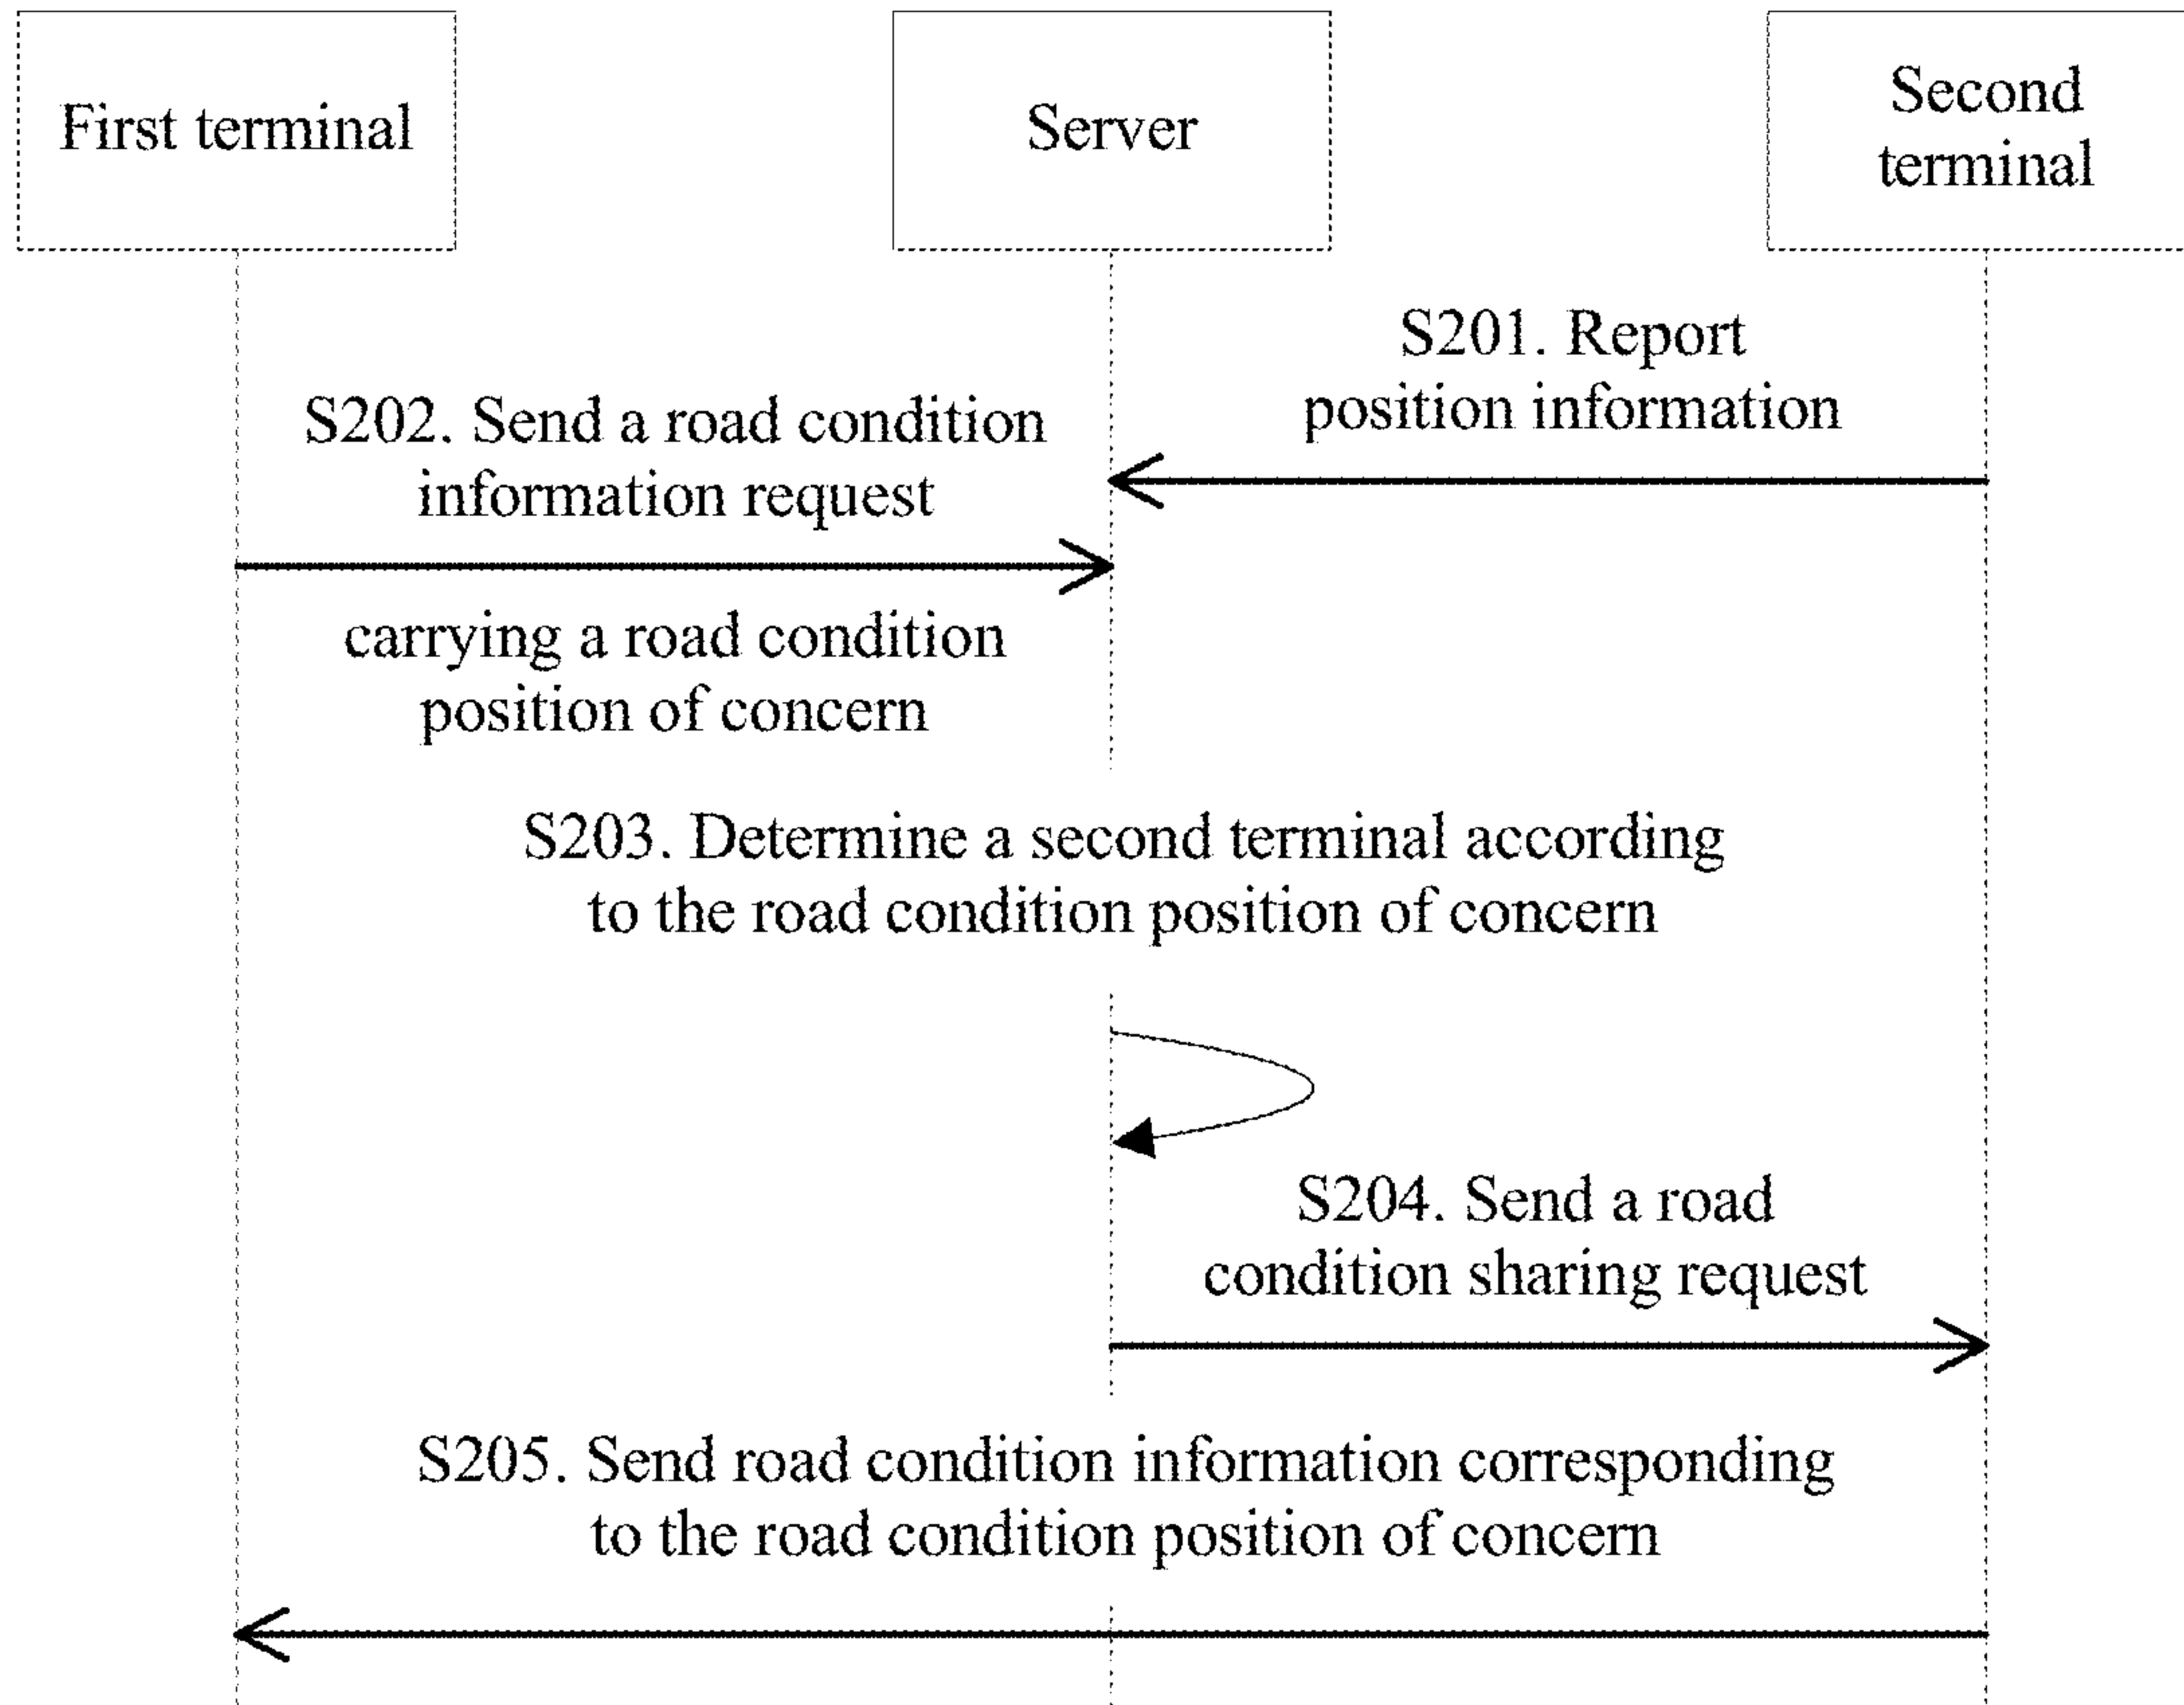 First terminal
Server
Second
terminal
S201. Report
position information
S202. Send a road condition
information request
carrying a road condition
position of concern
S203. Determine a second terminal according
to the road condition position of concern
S204. Send a road
condition sharing request
S205. Send road condition information corresponding
to the road condition position of concern